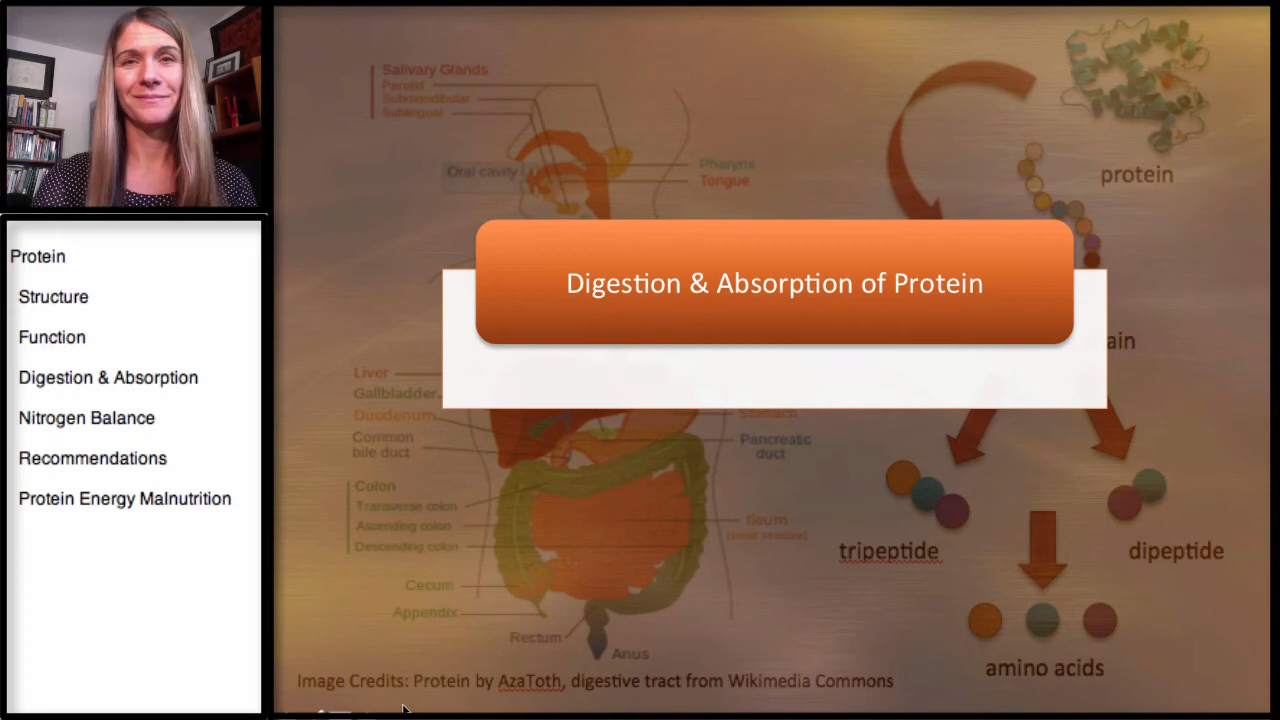 Protein
Structure
Function
Digestion & Absorption
Nitrogen Balance
Recommendations
Protein Energy Malnutrition
Digestion & Absorption of Protein
Salivary Glands
Parotid
Submandibular
Sublingual
Oral cavity
Pharynx
Tongue
protein
Liver
Gallbladder
Duodenum
Common
bile duct
Stomach
Pancreatic
duct
Colon
Transverse colon
Ascending colon
Descending colon
Ileum
(small intestine)
Cecum
Appendix
Rectum
Anus
tripeptide
dipeptide
amino acids
Image Credits: Protein by AzaToth, digestive tract from Wikimedia Commons